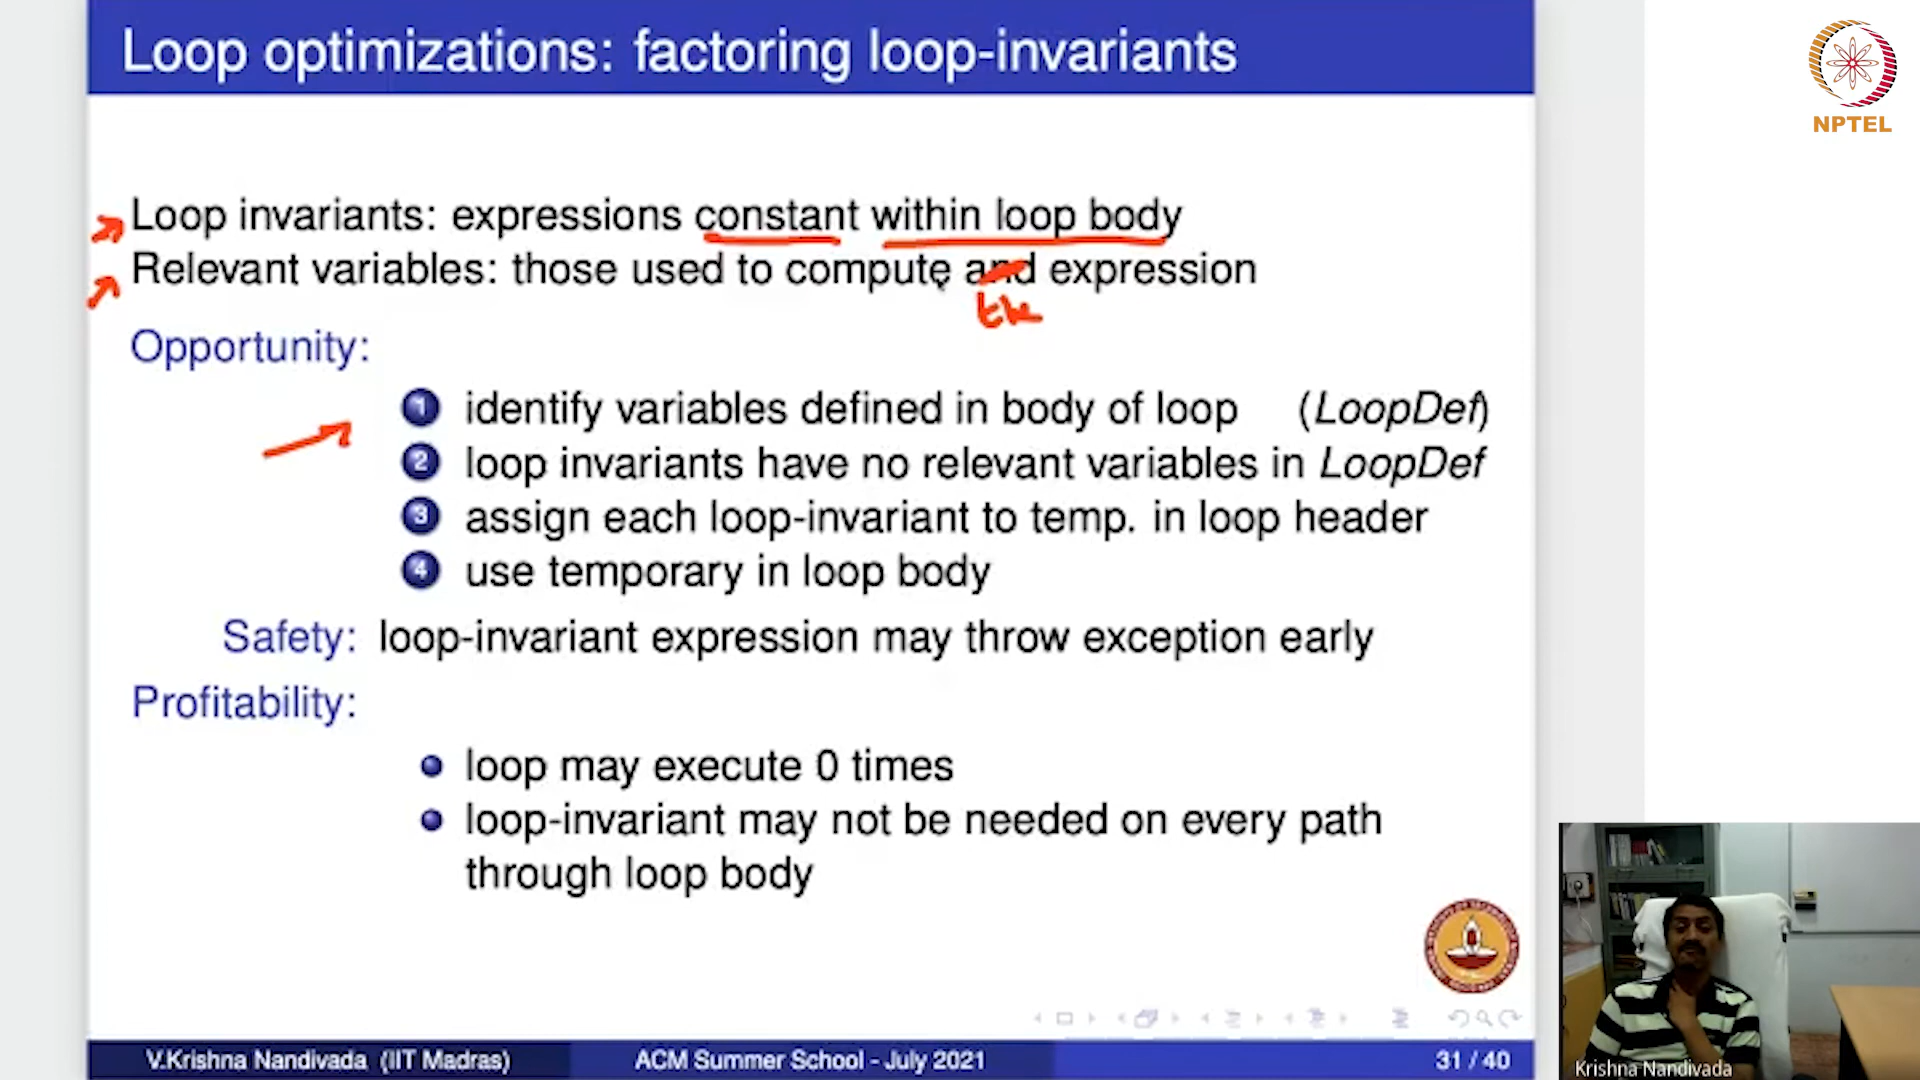 Loop optimizations: factoring loop-invariants
NPTEL
Loop invariants: expressions constant within loop body
Relevant variables: those used to compute and expression
the
Opportunity:
1 identify variables defined in body of loop (LoopDef)
2 loop invariants have no relevant variables in LoopDef
3 assign each loop-invariant to temp. in loop header
4 use temporary in loop body
Safety: loop-invariant expression may throw exception early
Profitability:
loop may execute 0 times
loop-invariant may not be needed on every path
through loop body
V.Krishna Nandivada (IIT Madras) ACM Summer School - July 2021 31 / 40
Krishna Nandivada